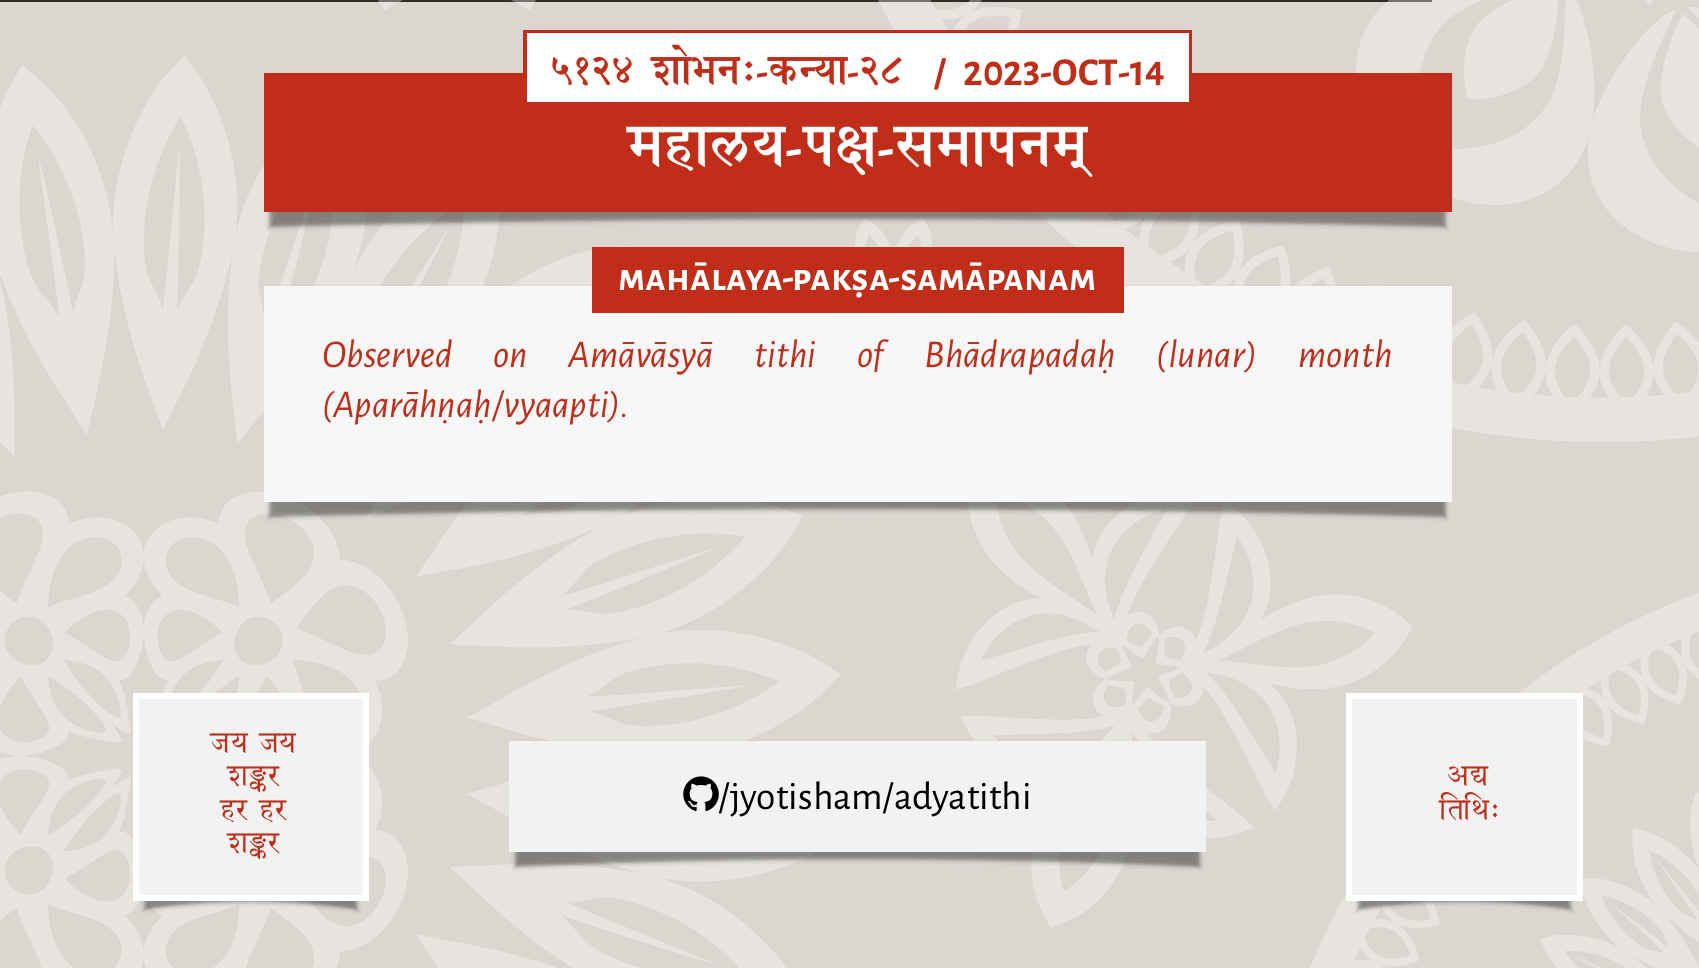 ५१२४ शोभनः-कन्या-२८ / 2023-OCT-14
महालय-पक्ष-समापनम्
MAHĀLAYA-PAKṢA-SAMĀPANAM
Observed on Amāvāsyā tithi of Bhādrapadaḥ (lunar) month
(Aparāhṇaḥ/vyaapti).
जय जय
शङ्कर
हर हर
शङ्कर
/jyotisham/adyatithi
अद्य
तिथिः